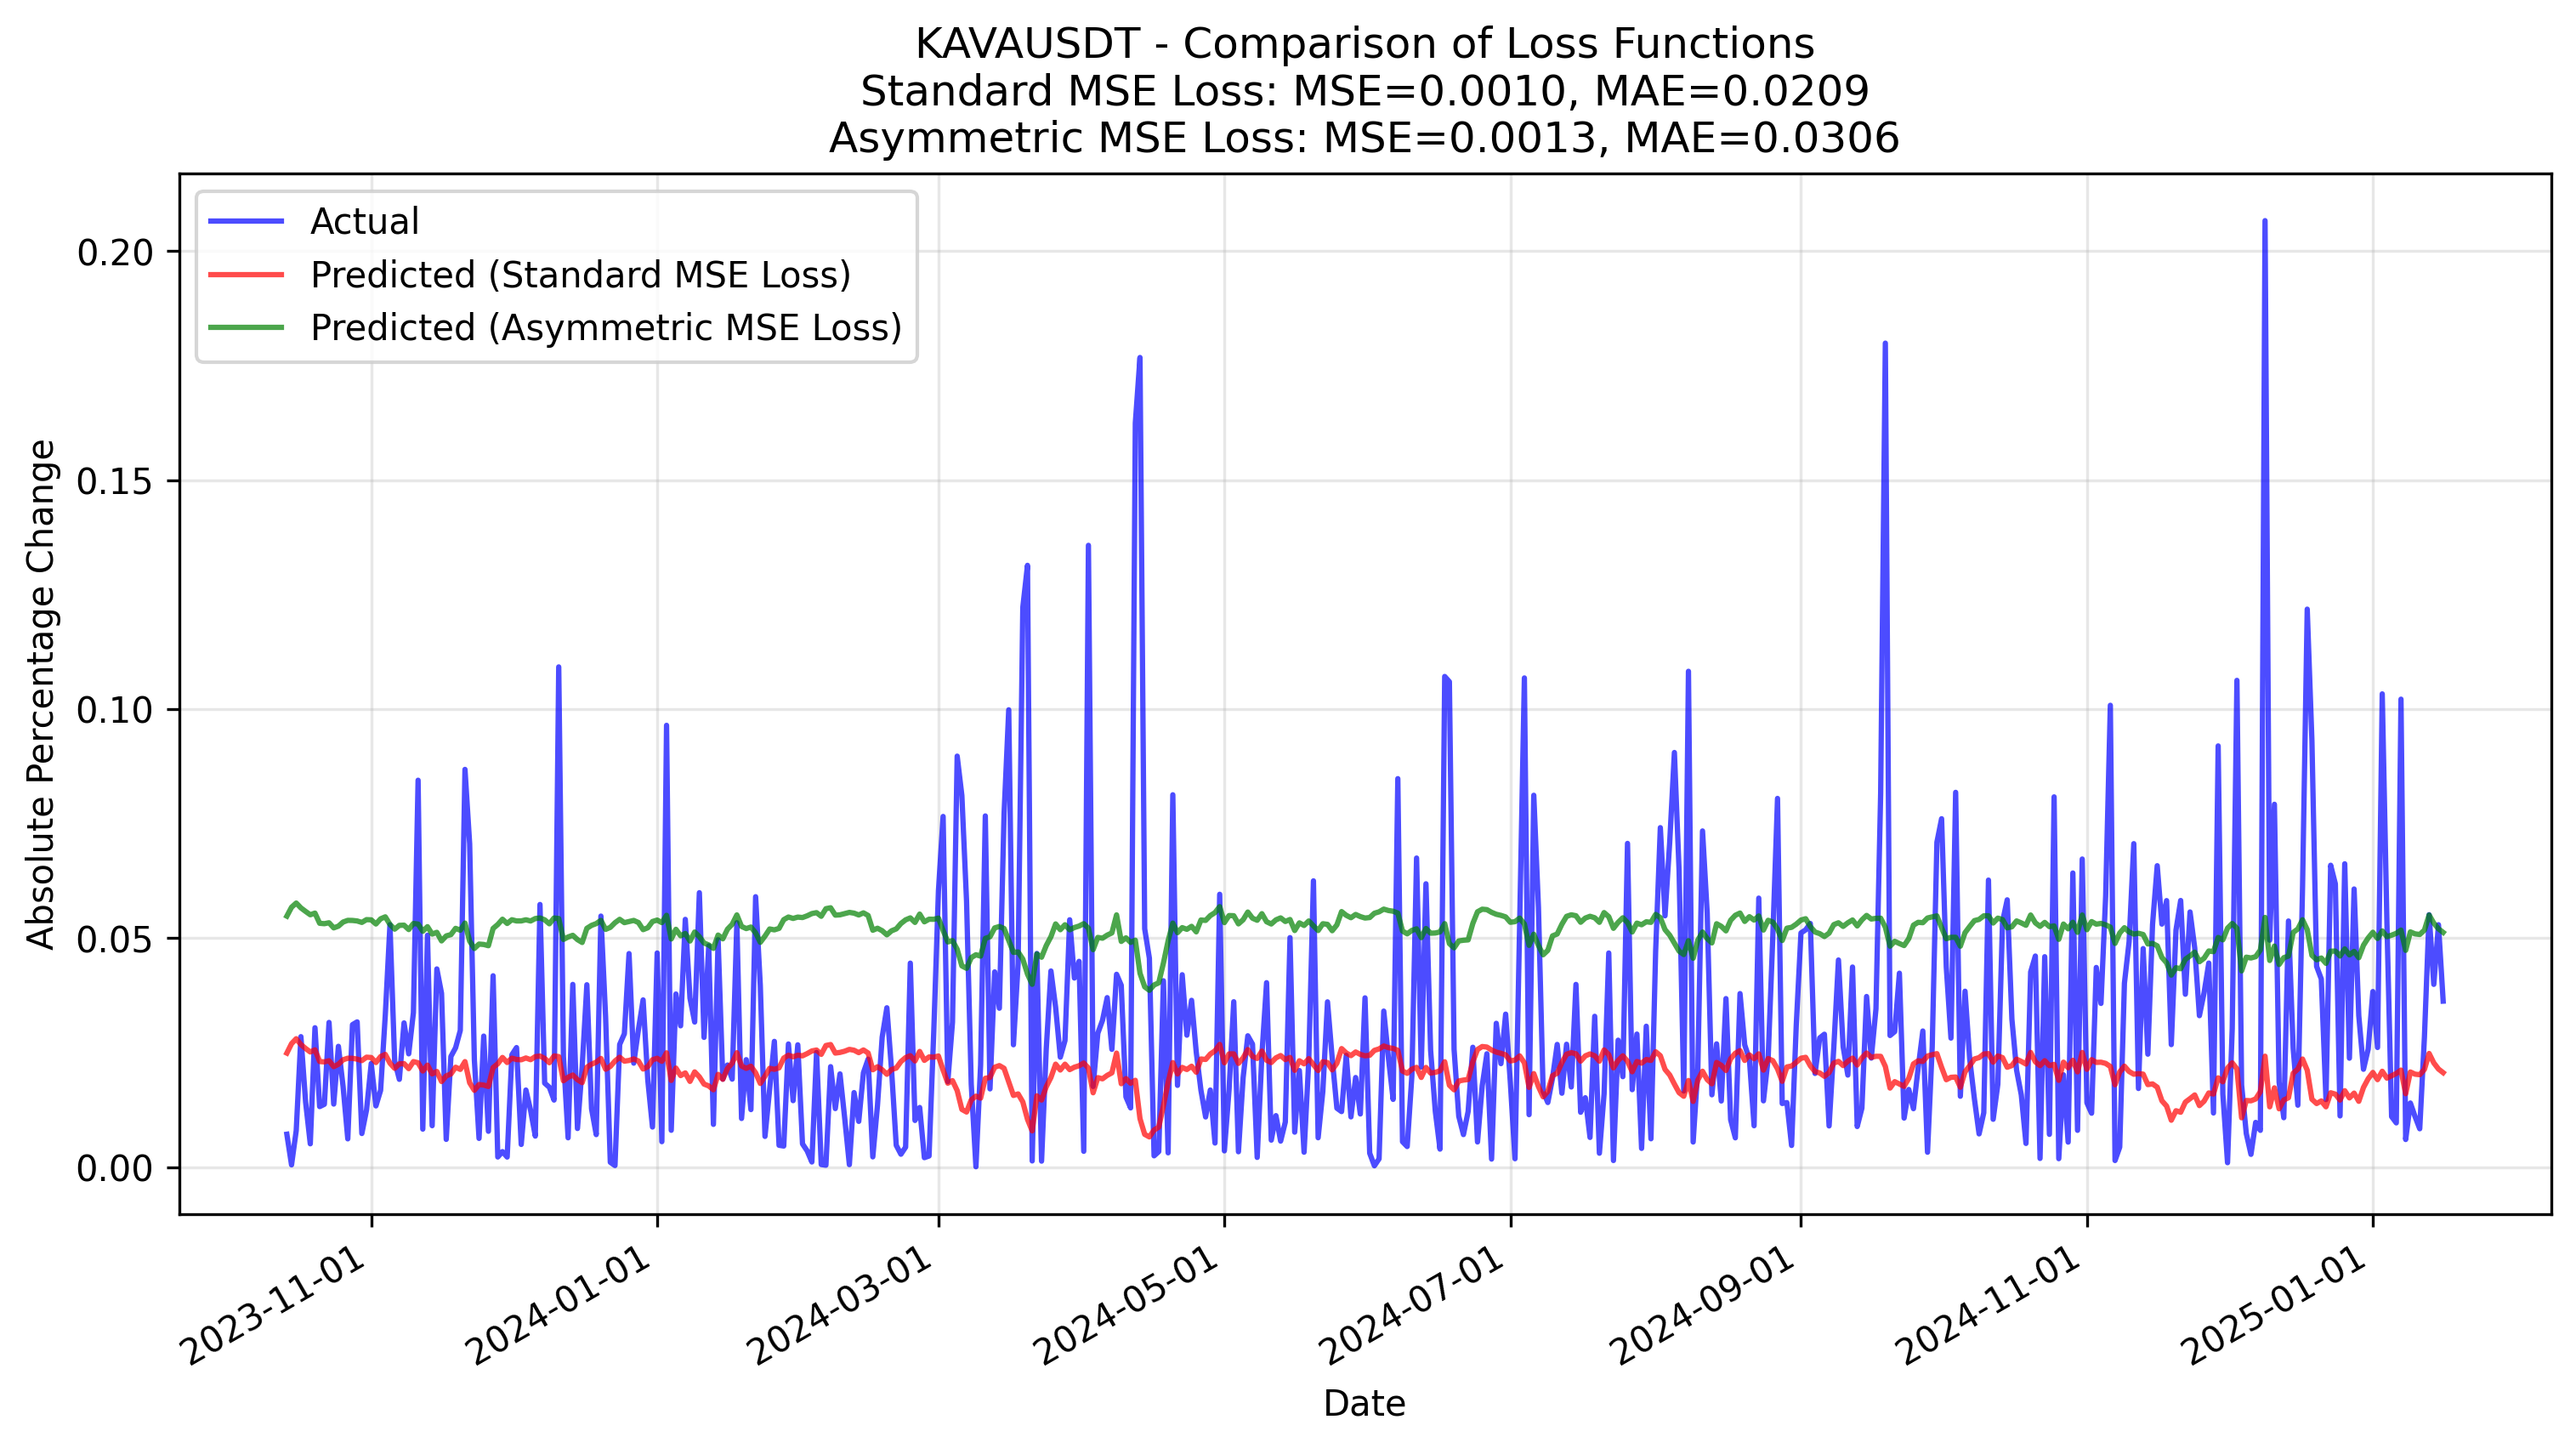 KAVAUSDT - Comparison of Loss Functions
Standard MSE Loss: MSE=0.0010, MAE=0.0209
Asymmetric MSE Loss: MSE=0.0013, MAE=0.0306
Actual
Predicted (Standard MSE Loss)
Predicted (Asymmetric MSE Loss)
Absolute Percentage Change
0.20
0.15
0.10
0.05
0.00
2023-11-01
2024-01-01
2024-03-01
2024-05-01
2024-07-01
2024-09-01
2024-11-01
2025-01-01
Date